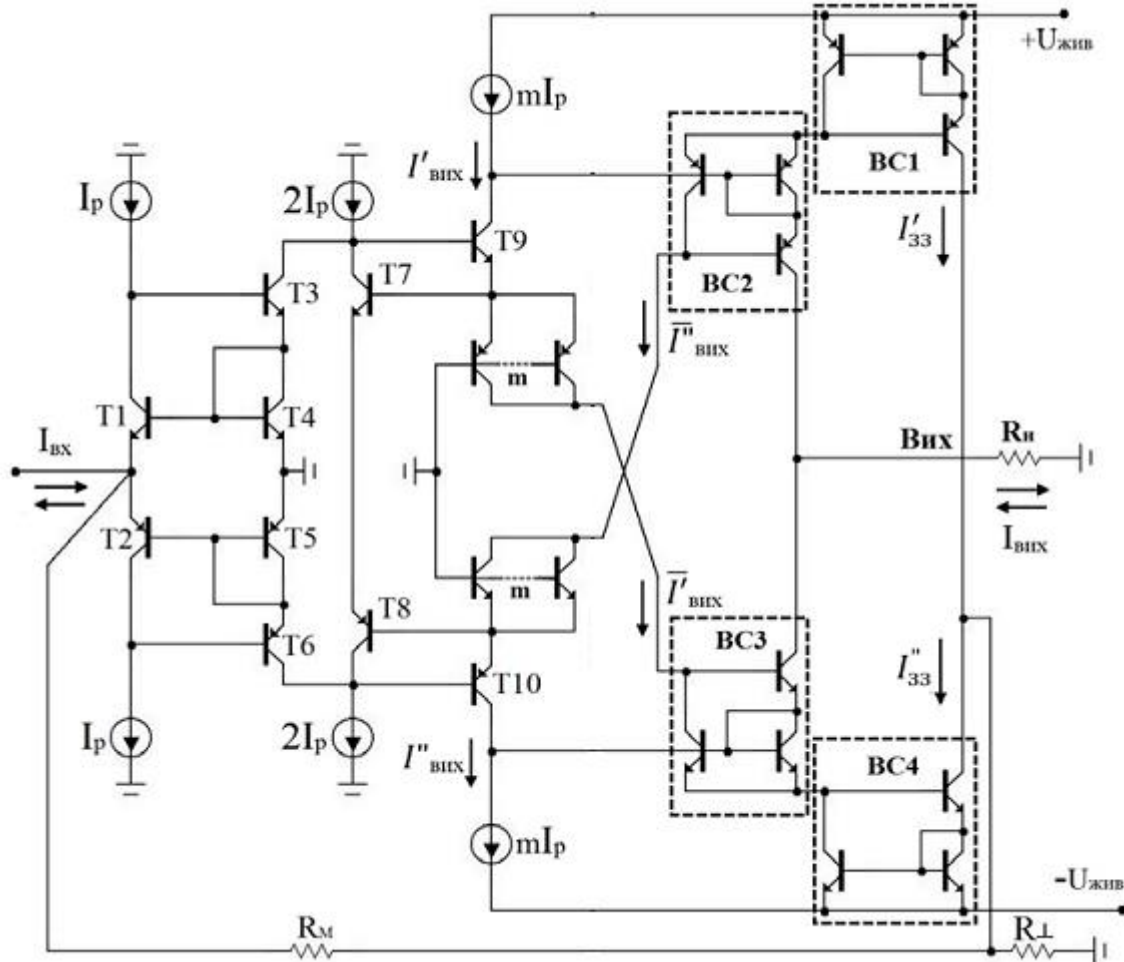 +Uжив
mIp
BC1
I'вих
Ip
2Ip
I'зз
T9
T3
T7
BC2
Ī"вих
m
T1
T4
Iвх
Вих
Rн
T2
T5
Iвих
m
Ī'вих
T8
BC3
T6
I"зз
T10
Ip
2Ip
I"вих
BC4
mIp
-Uжив
Rм
R⊥